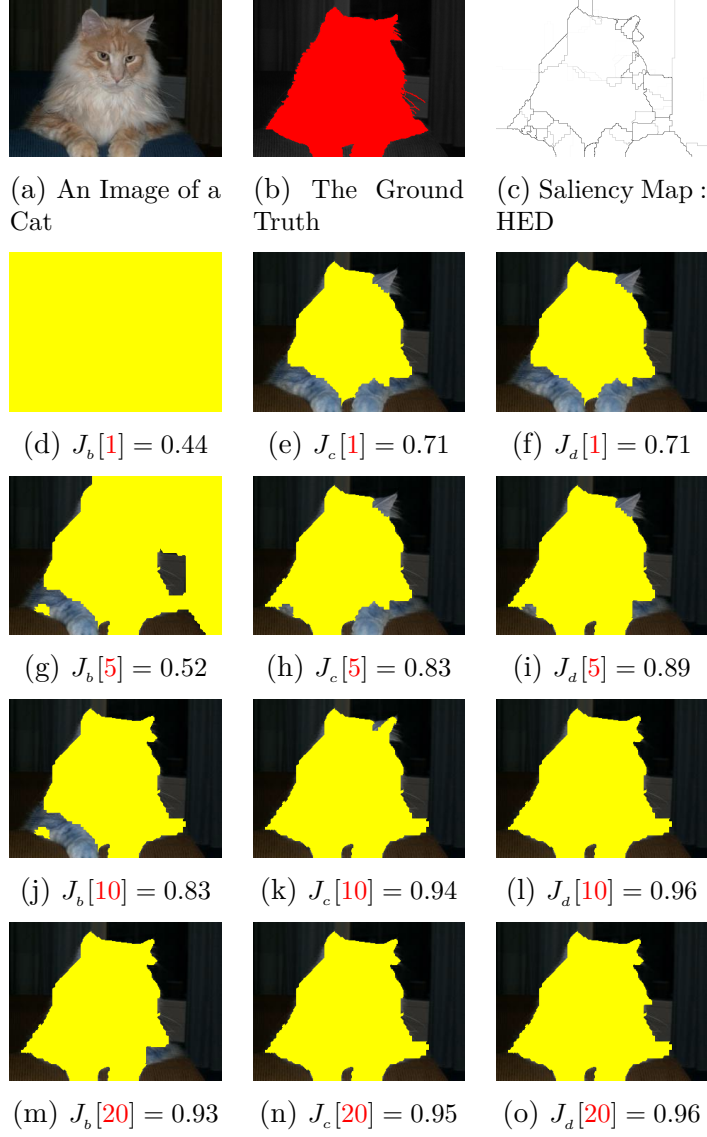 (a) An Image of a Cat
(b) The Ground Truth
(c) Saliency Map : HED
(d) J_b[1] = 0.44
(e) J_c[1] = 0.71
(f) J_d[1] = 0.71
(g) J_b[5] = 0.52
(h) J_c[5] = 0.83
(i) J_d[5] = 0.89
(j) J_b[10] = 0.83
(k) J_c[10] = 0.94
(l) J_d[10] = 0.96
(m) J_b[20] = 0.93
(n) J_c[20] = 0.95
(o) J_d[20] = 0.96